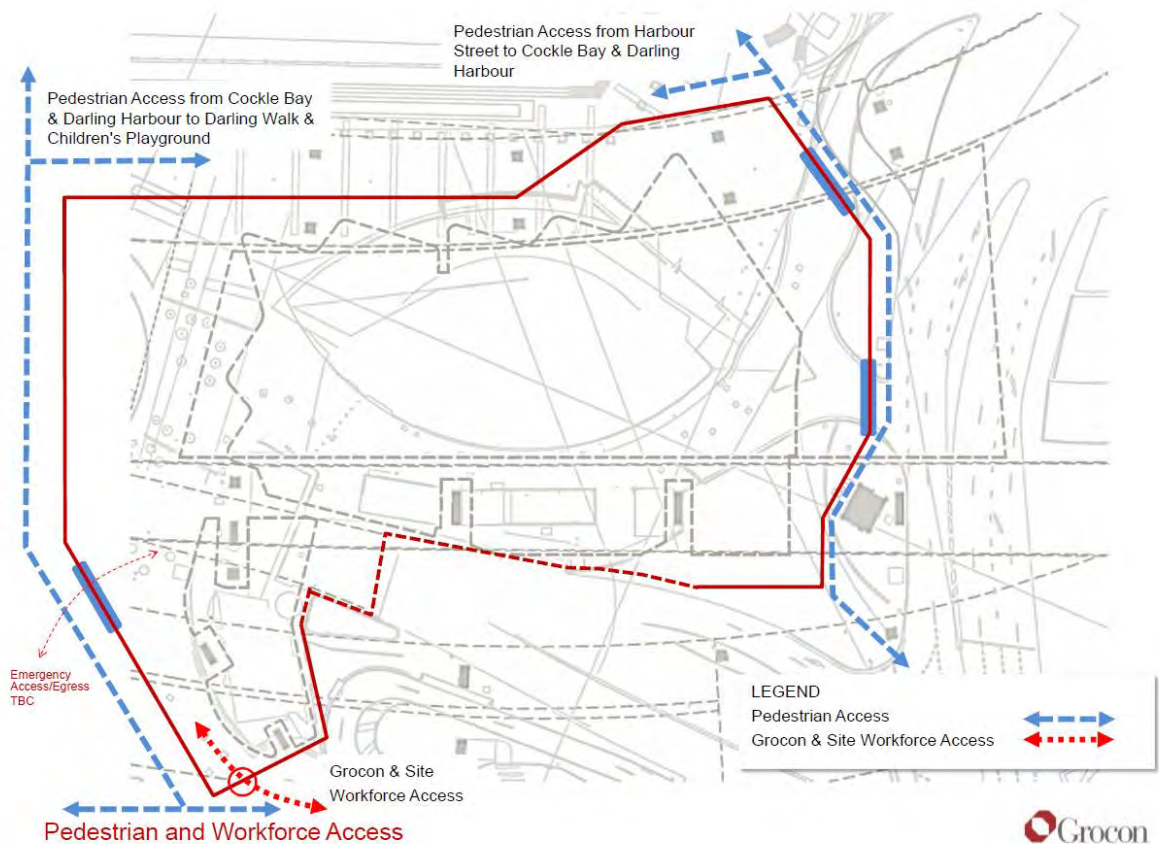 Pedestrian Access from Harbour
Street to Cockle Bay & Darling
Harbour
Pedestrian Access from Cockle Bay
& Darling Harbour to Darling Walk &
Children's Playground
Emergency
Access/Egress
TBC
LEGEND
Pedestrian Access
Grocon & Site Workforce Access
Grocon & Site
Workforce Access
Pedestrian and Workforce Access
Grocon